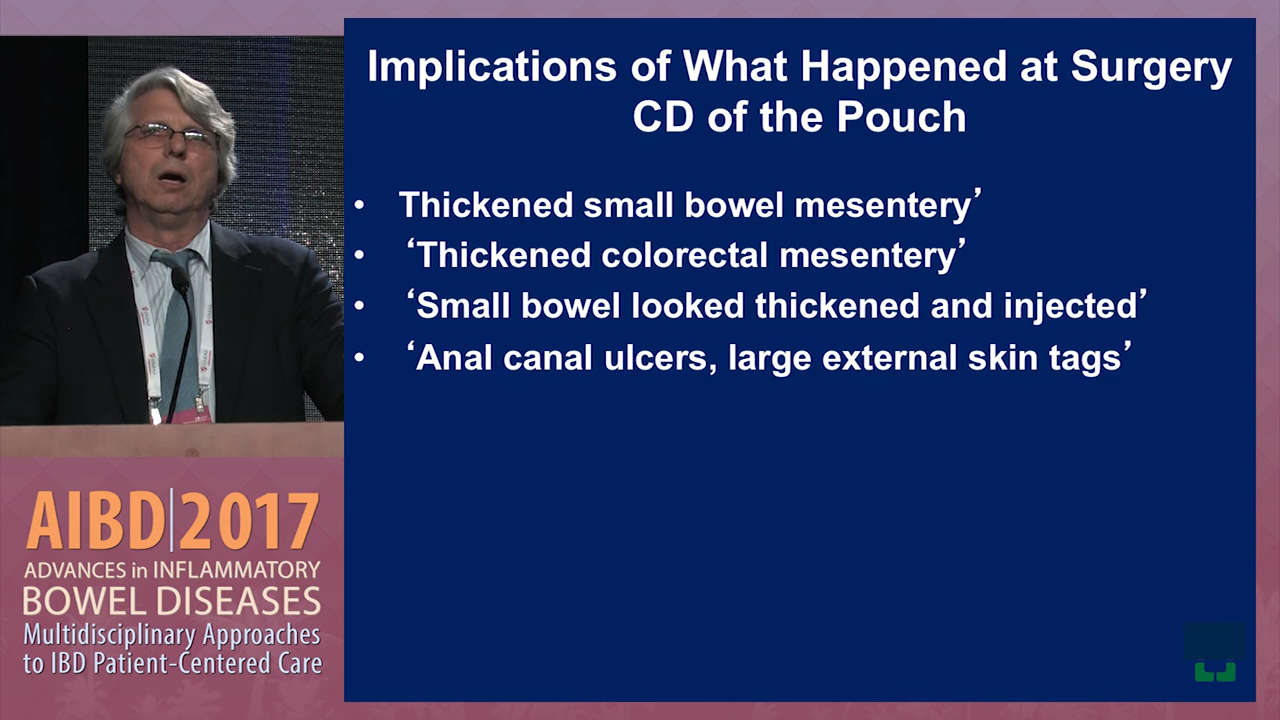 Implications of What Happened at Surgery
CD of the Pouch
• Thickened small bowel mesentery’
• ‘Thickened colorectal mesentery’
• ‘Small bowel looked thickened and injected’
• ‘Anal canal ulcers, large external skin tags’
AIBD|2017
ADVANCES in INFLAMMATORY
BOWEL DISEASES
Multidisciplinary Approaches
to IBD Patient-Centered Care